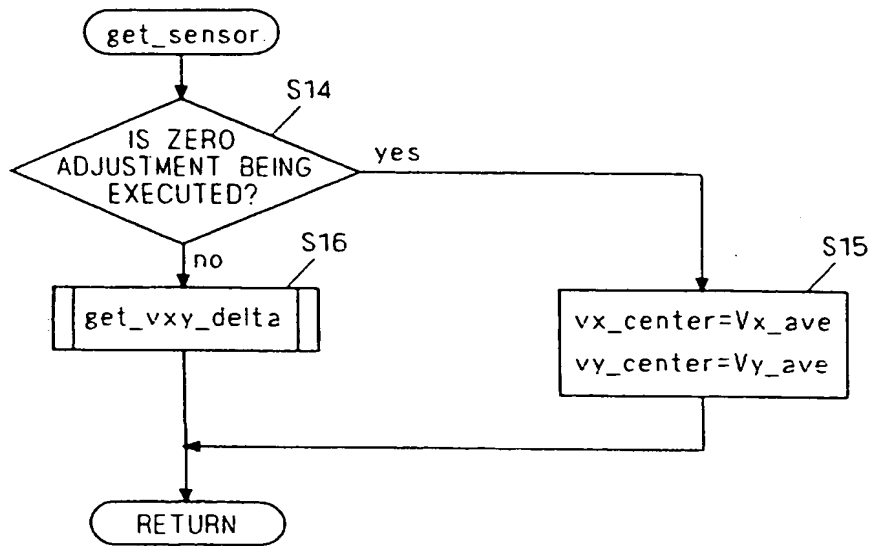 get_sensor
S14
IS ZERO
ADJUSTMENT BEING
EXECUTED?
yes
no
S16
get_vxy_delta
S15
vx_center=Vx_ave
vy_center=Vy_ave
RETURN